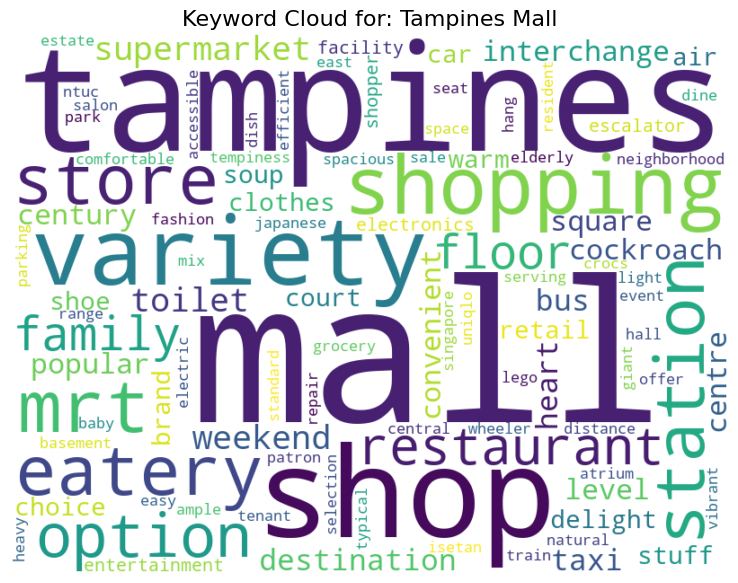 Keyword Cloud for: Tampines Mall
estate
supermarket
facility
car
interchange
air
tampines
ntuc
salon
park
accessible
dish
efficient
east
shopper
seat
space
hang
resident
escalator
dine
comfortable
tempiness
spacious
sale
warm
elderly
neighborhood
store
soup
shopping
century
fashion
clothes
japanese
electronics
square
parking
variety
mix
floor
cockroach
shoe
range
toilet
court
convenient
serving
singapore
uniqlo
crocs
bus
light
event
station
family
popular
electric
mall
grocery
retail
hall
heart
giant
offer
centre
mrt
baby
basement
brand
standard
repair
lego
weekend
central
wheeler
distance
restaurant
eatery
patron
shop
selection
choice
easy
ample
tenant
typical
atrium
level
vibrant
option
heavy
entertainment
destination
isetan
train
delight
natural
taxi
stuff